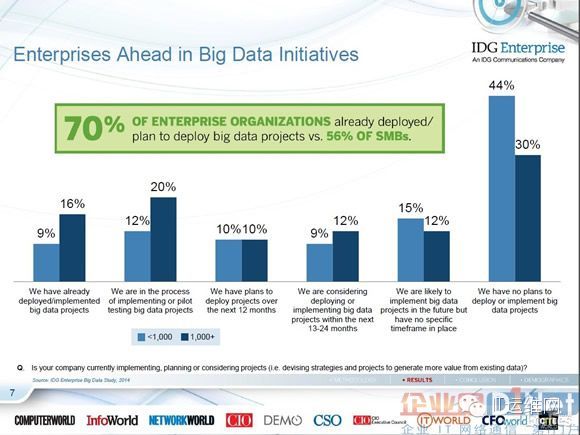 Enterprises Ahead in Big Data Initiatives
IDG Enterprise
An IDG Communications Company
70% OF ENTERPRISE ORGANIZATIONS already deployed/
plan to deploy big data projects vs. 56% OF SMBs.
9%
16%
12%
20%
10%
10%
9%
12%
15%
12%
44%
30%
We have already
deployed/implemented
big data projects
We are in the process
of implementing or pilot
testing big data projects
We have plans to
deploy projects over
the next 12 months
We are considering
deploying or
implementing big data
projects within the next
13-24 months
We are likely to
implement big data
projects in the future but
have no specific
timeframe in place
We have no plans to
deploy or implement big
data projects
<1,000
1,000+
Q. Is your company currently implementing, planning or considering projects (i.e. devising strategies and projects to generate more value from existing data)?
Source: IDG Enterprise Big Data Study, 2014
• METHODOLOGY
• RESULTS
• CONCLUSION
• DEMOGRAPHICS
7
COMPUTERWORLD
InfoWorld
NETWORKWORLD
CIO
DEMO
CSO
CIO Executive Council
ITWORLD
CFOworld
运维网